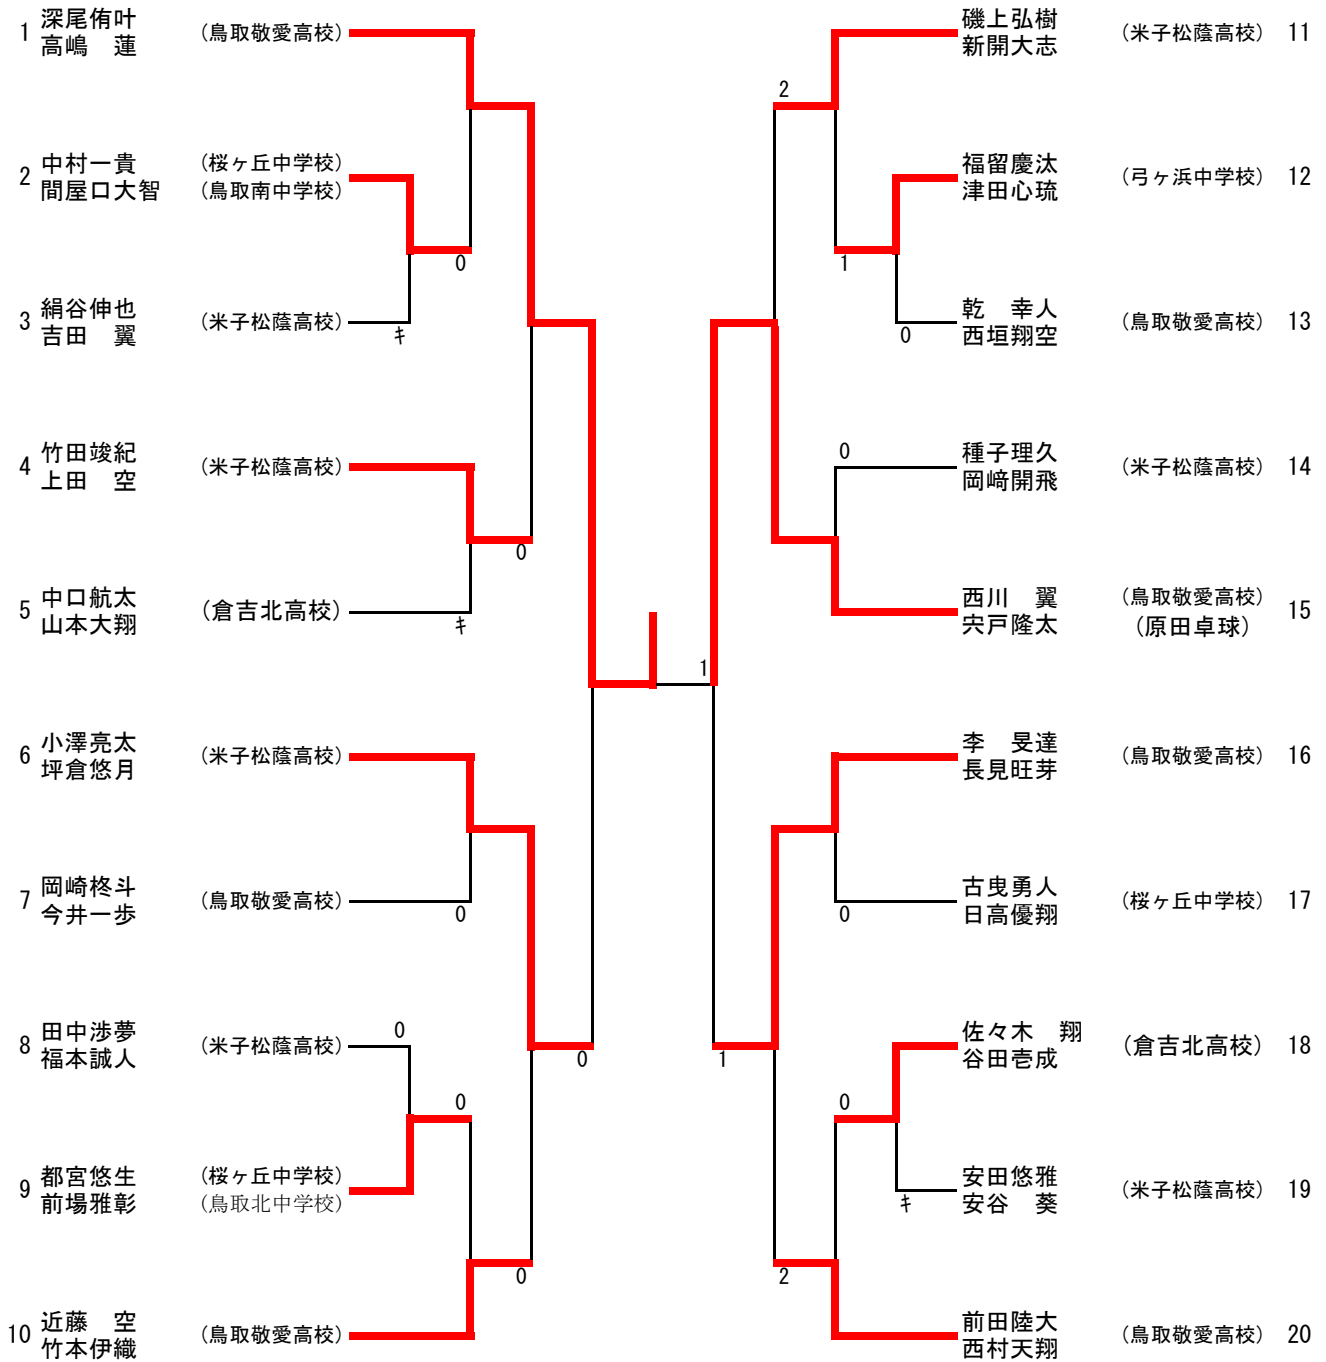 1 深尾侑叶 (鳥取敬愛高校)
高嶋 蓮
2 中村一貴 (桜ヶ丘中学校)
間屋口大智 (鳥取南中学校)
0
3 絹谷伸也 (米子松蔭高校)
吉田 翼
キ
4 竹田竣紀 (米子松蔭高校)
上田 空
0
5 中口航太 (倉吉北高校)
山本大翔
キ
6 小澤亮太 (米子松蔭高校)
坪倉悠月
7 岡崎柊斗 (鳥取敬愛高校)
今井一歩
0
0
8 田中渉夢 (米子松蔭高校)
福本誠人
0
0
9 都宮悠生 (桜ヶ丘中学校)
前場雅彰 (鳥取北中学校)
0
10 近藤 空 (鳥取敬愛高校)
竹本伊織
磯上弘樹 (米子松蔭高校) 11
新開大志
2
福留慶汰 (弓ヶ浜中学校) 12
津田心琉
1
乾 幸人 (鳥取敬愛高校) 13
西垣翔空
0
0
種子理久 (米子松蔭高校) 14
岡﨑開飛
西川 翼 (鳥取敬愛高校) 15
宍戸隆太 (原田卓球)
1
李 旻達 (鳥取敬愛高校) 16
長見旺芽
古曳勇人 (桜ヶ丘中学校) 17
日高優翔
0
佐々木 翔 (倉吉北高校) 18
谷田壱成
1
0
安田悠雅 (米子松蔭高校) 19
安谷 葵
キ
2
前田陸大 (鳥取敬愛高校) 20
西村天翔